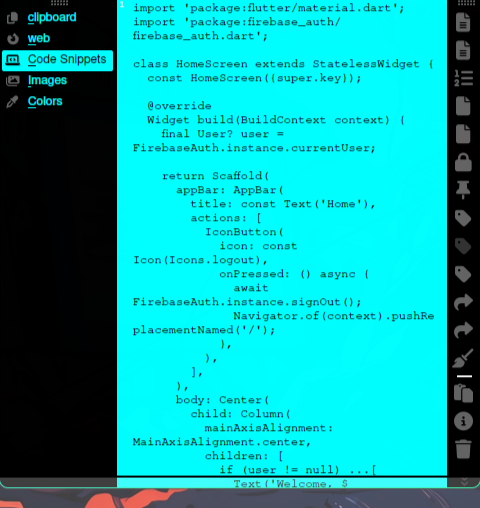 clipboard
web
Code Snippets
Images
Colors
1
import 'package:flutter/material.dart';
import 'package:firebase_auth/
firebase_auth.dart';
class HomeScreen extends StatelessWidget {
const HomeScreen({super.key});
@override
Widget build(BuildContext context) {
final User? user =
FirebaseAuth.instance.currentUser;
return Scaffold(
appBar: AppBar(
title: const Text('Home'),
actions: [
IconButton(
icon: const
Icon(Icons.logout),
onPressed: () async {
await
FirebaseAuth.instance.signOut();
Navigator.of(context).pushRe
placementNamed('/');
},
),
],
),
body: Center(
child: Column(
mainAxisAlignment:
MainAxisAlignment.center,
children: [
if (user != null) ...[
Text('Welcome, $